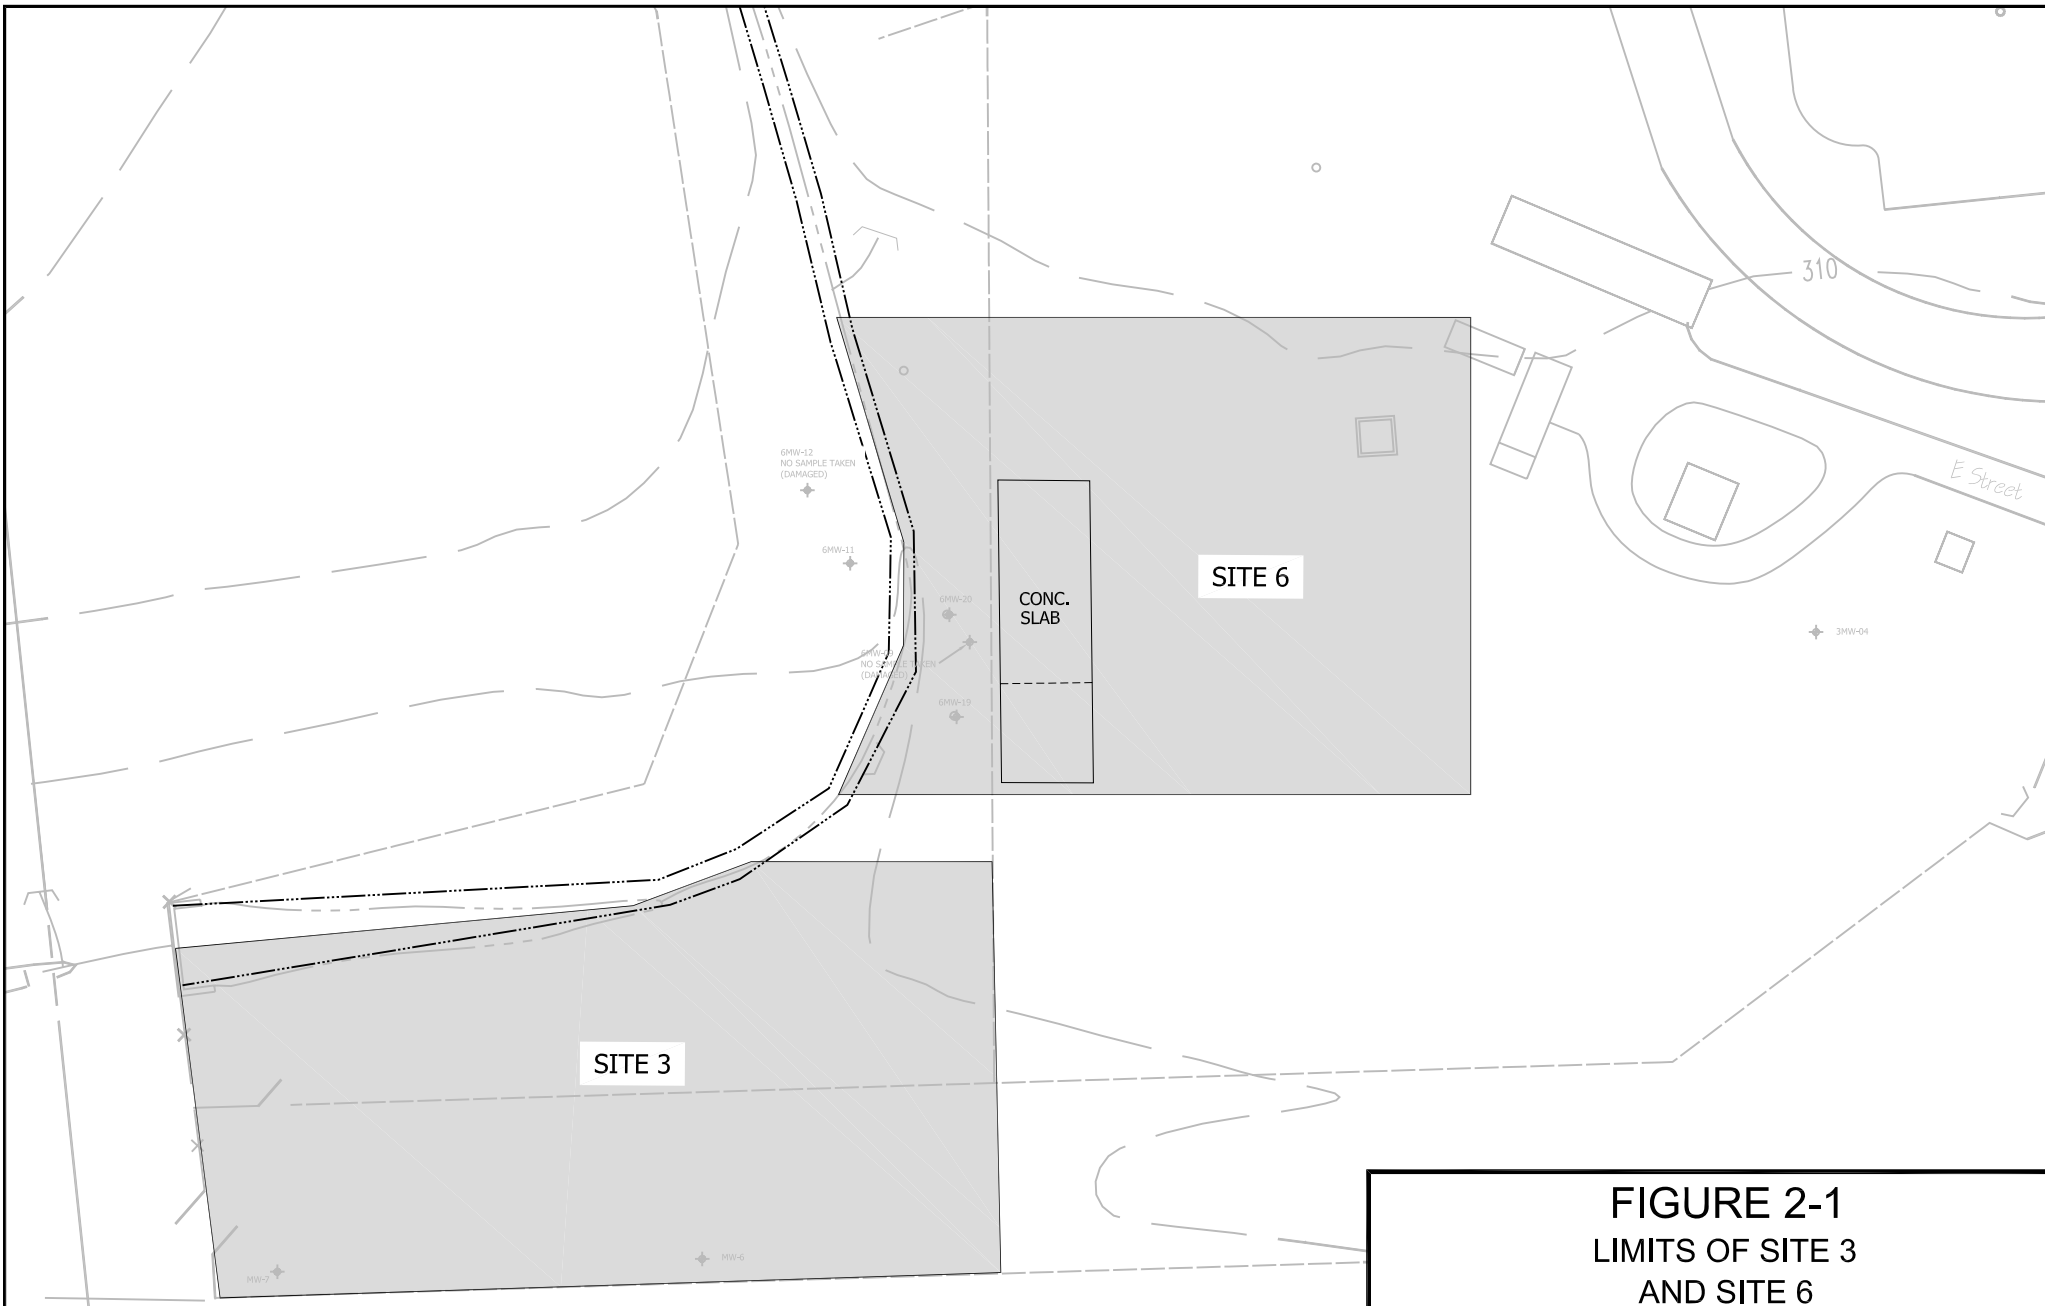 310
6MW-12
NO SAMPLE TAKEN
(DAMAGED)
E Street
6MW-11
SITE 6
6MW-20
CONC.
SLAB
3MW-04
6MW-09
NO SAMPLE TAKEN
(DAMAGED)
6MW-19
SITE 3
FIGURE 2-1
LIMITS OF SITE 3
AND SITE 6
MW-6
MW-7